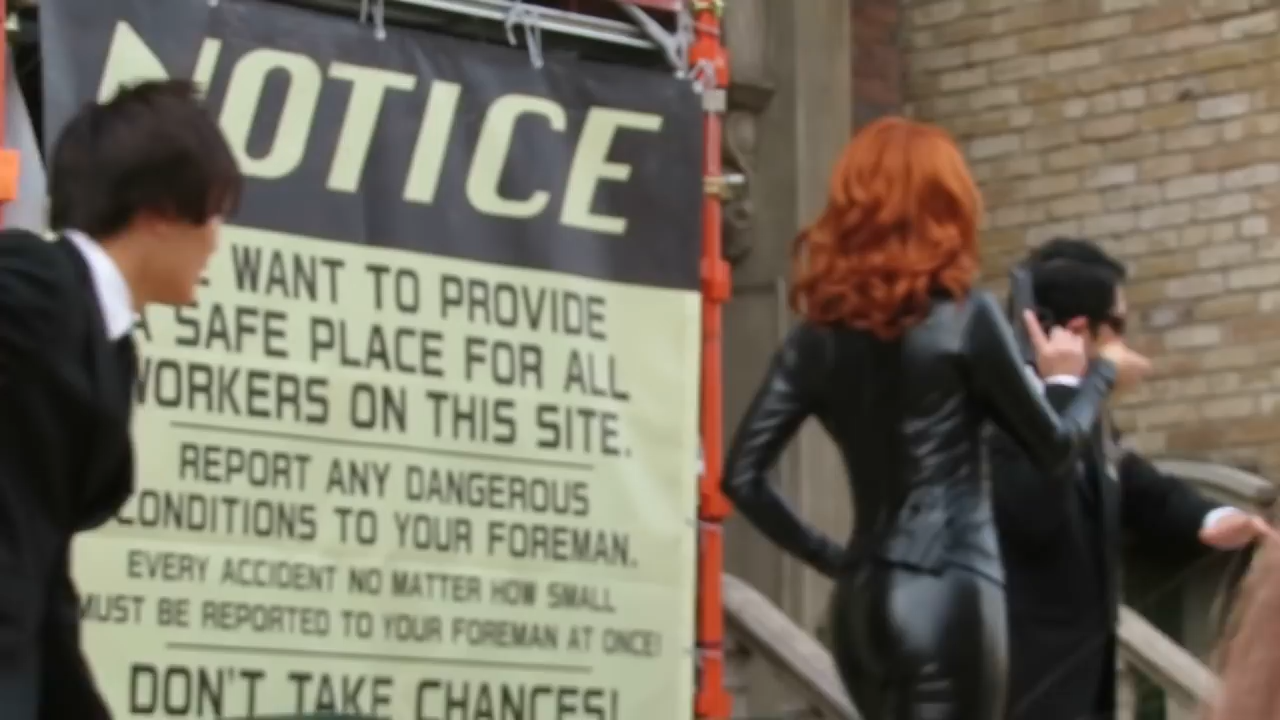 NOTICE
WANT TO PROVIDE
A SAFE PLACE FOR ALL
WORKERS ON THIS SITE.
REPORT ANY DANGEROUS
CONDITIONS TO YOUR FOREMAN.
EVERY ACCIDENT NO MATTER HOW SMALL
MUST BE REPORTED TO YOUR FOREMAN AT ONCE!
DON'T TAKE CHANCES!